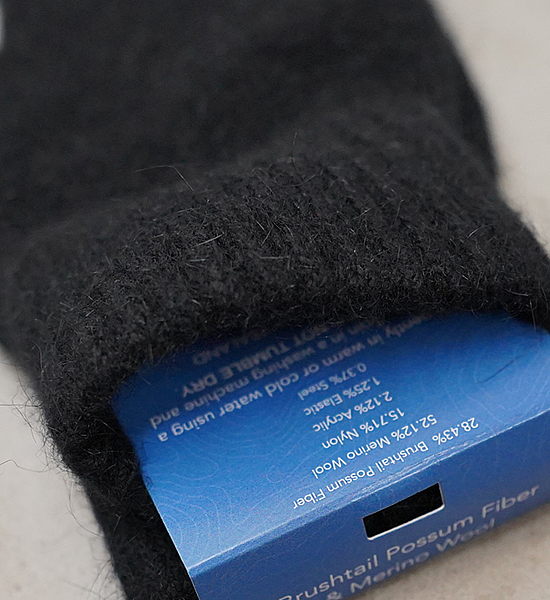 Brushtail Possum Fiber
& Merino Wool
28.43% Brushtail Possum Fiber
52.12% Merino Wool
15.71% Nylon
2.12% Acrylic
1.25% Elastic
0.37% Steel
in warm or cold water using a
in a washing machine and
NOT TUMBLE DRY